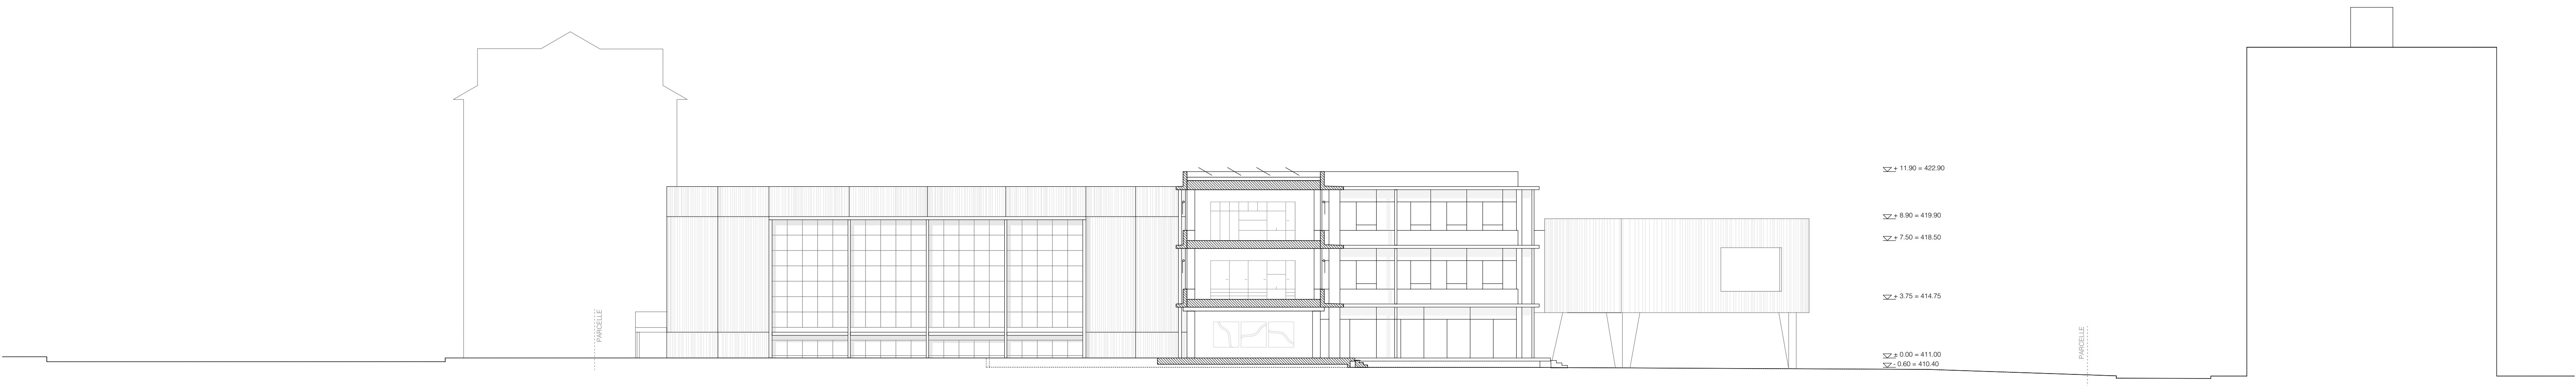 + 11.90 = 422.90
+ 8.90 = 419.90
+ 7.50 = 418.50
+ 3.75 = 414.75
PARCELLE
PARCELLE
+ 0.00 = 411.00
- 0.60 = 410.40